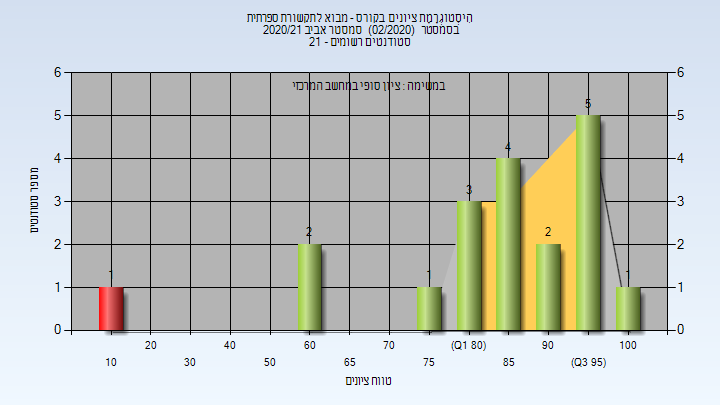 היסטוגרמת ציונים בקורס - מבוא לתקשורת ספרתית
בסמסטר (02/2020) סמסטר אביב 2020/21
סטודנטים רשומים - 21
במשימה : ציון סופי במחשב המרכזי
מספר סטודנטים
6 6
5 5
4 4
3 3
2 2
1 1
0 0
1 2 1 3 4 2 5 1
20 40 60 70 (Q1 80) 90 100
10 30 50 65 75 85 (Q3 95)
טווח ציונים